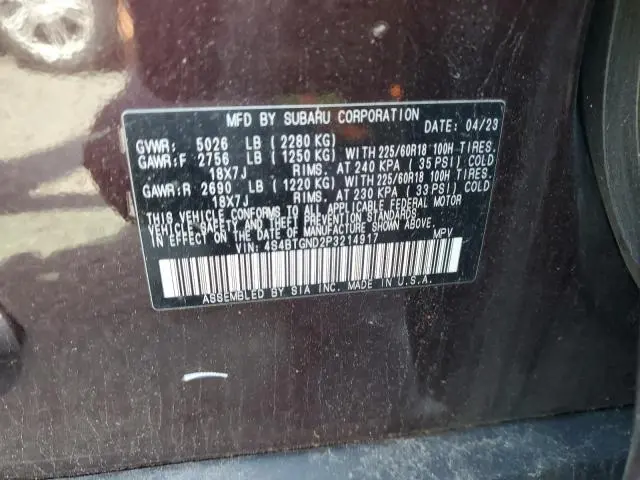 MFD BY SUBARU CORPORATION
DATE: 04/23
GVWR: 5026 LB (2280 KG)
GAWR:F 2756 LB (1250 KG) WITH 225/60R18 100H TIRES,
18X7J RIMS, AT 240 KPA (35 PSI) COLD
GAWR:R 2690 LB (1220 KG) WITH 225/60R18 100H TIRES,
18X7J RIMS, AT 230 KPA (33 PSI) COLD
THIS VEHICLE CONFORMS TO ALL APPLICABLE FEDERAL MOTOR
VEHICLE SAFETY AND THEFT PREVENTION STANDARDS
IN EFFECT ON THE DATE OF MANUFACTURE SHOWN ABOVE.
VIN: 4S4BTGND2P3214917 MPV
ASSEMBLED BY SIA INC. MADE IN U.S.A.